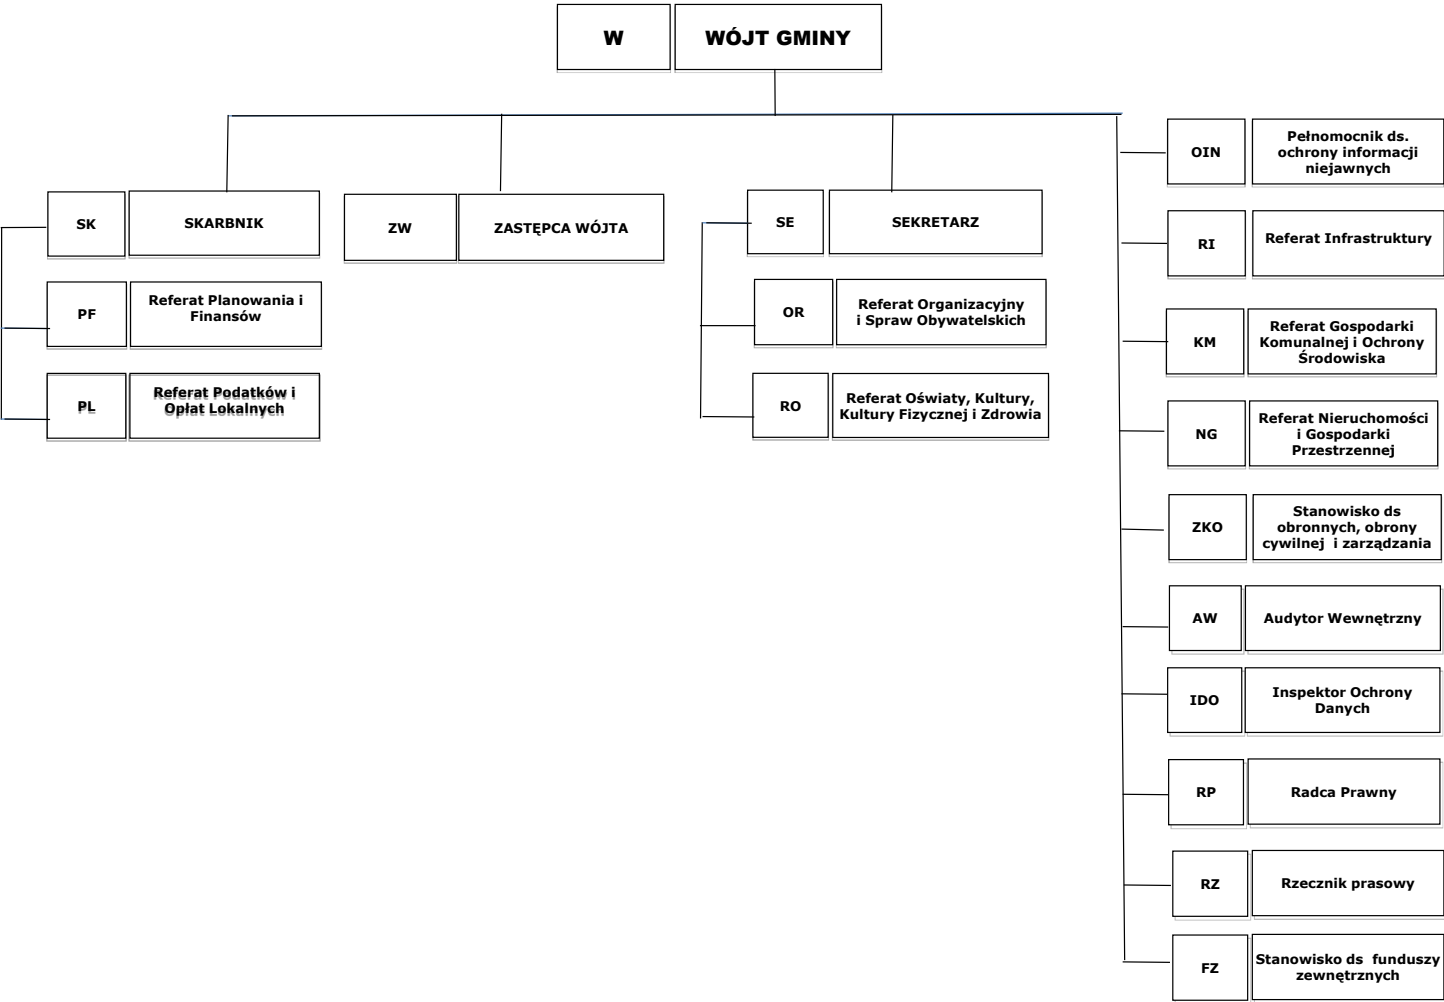 W
WÓJT GMINY
SK
SKARBNIK
PF
Referat Planowania i
Finansów
PL
Referat Podatków i
Opłat Lokalnych
ZW
ZASTĘPCA WÓJTA
SE
SEKRETARZ
OR
Referat Organizacyjny
i Spraw Obywatelskich
RO
Referat Oświaty, Kultury,
Kultury Fizycznej i Zdrowia
OIN
Pełnomocnik ds.
ochrony informacji
niejawnych
RI
Referat Infrastruktury
KM
Referat Gospodarki
Komunalnej i Ochrony
Środowiska
NG
Referat Nieruchomości
i Gospodarki
Przestrzennej
ZKO
Stanowisko ds
obronnych, obrony
cywilnej i zarządzania
AW
Audytor Wewnętrzny
IDO
Inspektor Ochrony
Danych
RP
Radca Prawny
RZ
Rzecznik prasowy
FZ
Stanowisko ds funduszy
zewnętrznych